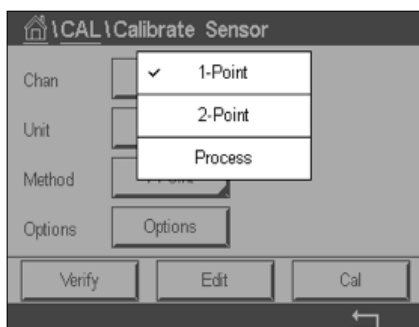 \CAL\Calibrate Sensor
Chan
1-Point
2-Point
Unit
Process
Method
Options
Options
Verify
Edit
Cal